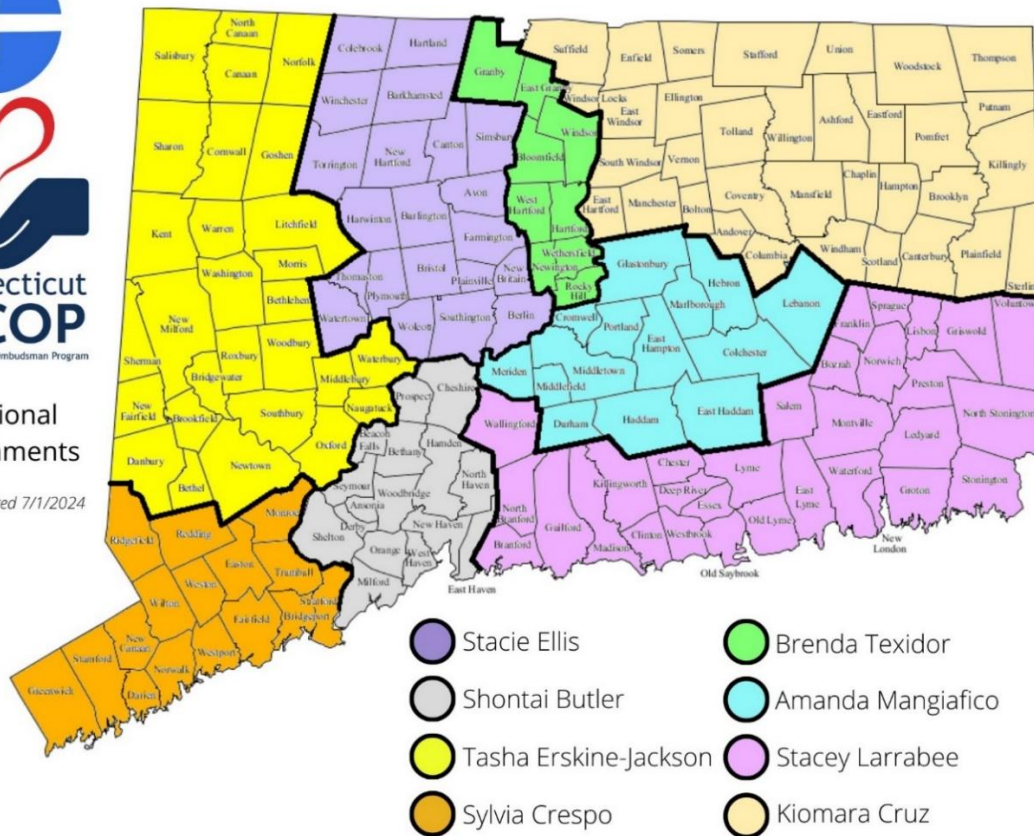 ecticut
COP
mbudsman Program
ional
nments
ed 7/1/2024
Salisbury
North Canaan
Canaan
Norfolk
Colebrook
Hartland
Granby
East Granby
Suffield
Enfield
Somers
Stafford
Union
Woodstock
Thompson
Winchester
Barkhamsted
Windsor Locks
East Windsor
Ellington
Tolland
Willington
Ashford
Eastford
Pomfret
Putnam
Killingly
Sharon
Cornwall
Goshen
Torrington
New Hartford
Canton
Simsbury
Bloomfield
Windsor
South Windsor
Vernon
Coventry
Mansfield
Chaplin
Hampton
Brooklyn
Kent
Warren
Litchfield
Harwinton
Burlington
Avon
West Hartford
Hartford
East Hartford
Manchester
Bolton
Andover
Columbia
Windham
Scotland
Canterbury
Plainfield
Sterlin
Washington
Morris
Bethlehem
Thomaston
Plymouth
Bristol
Farmington
Plainville
New Britain
Newington
Wethersfield
Rocky Hill
Glastonbury
Hebron
Marlborough
Lebanon
New Milford
Sherman
Roxbury
Woodbury
Watertown
Wolcott
Southington
Berlin
Cromwell
Portland
East Hampton
Colchester
Franklin
Sprague
Lisbon
Griswold
Voluntow
Bridgewater
Waterbury
Middlebury
Naugatuck
Cheshire
Prospect
Meriden
Middlefield
Middletown
Bozrah
Norwich
Preston
New Fairfield
Brookfield
Southbury
Oxford
Wallingford
Durham
Haddam
East Haddam
Salem
Montville
Ledyard
North Stonington
Danbury
Bethel
Newtown
Beacon Falls
Bethany
Hamden
North Haven
Seymour
Woodbridge
Ansonia
Derby
Shelton
Orange
New Haven
West Haven
Milford
East Haven
North Branford
Branford
Guilford
Madison
Killingworth
Chester
Deep River
Essex
Clinton
Westbrook
Old Saybrook
Lyme
Old Lyme
East Lyme
Waterford
New London
Groton
Stonington
Ridgefield
Redding
Monroe
Easton
Trumbull
Weston
Wilton
Fairfield
Bridgeport
Stratford
New Canaan
Westport
Norwalk
Darien
Stamford
Greenwich
Stacie Ellis
Shontai Butler
Tasha Erskine-Jackson
Sylvia Crespo
Brenda Texidor
Amanda Mangiafico
Stacey Larrabee
Kiomara Cruz